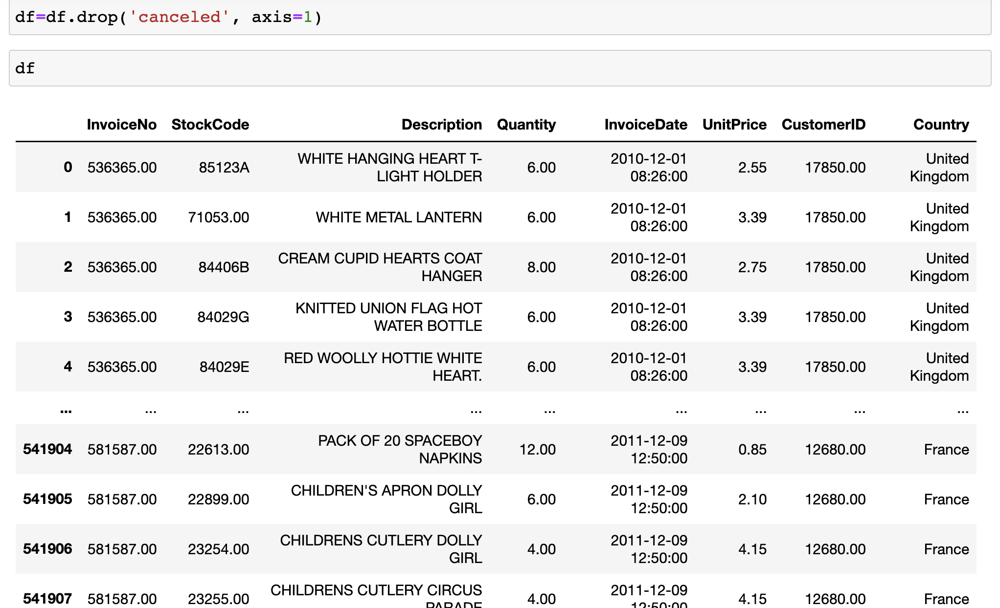 df=df.drop('canceled', axis=1)
df
InvoiceNo StockCode Description Quantity InvoiceDate UnitPrice CustomerID Country
0 536365.00 85123A WHITE HANGING HEART T-LIGHT HOLDER 6.00 2010-12-01 08:26:00 2.55 17850.00 United Kingdom
1 536365.00 71053.00 WHITE METAL LANTERN 6.00 2010-12-01 08:26:00 3.39 17850.00 United Kingdom
2 536365.00 84406B CREAM CUPID HEARTS COAT HANGER 8.00 2010-12-01 08:26:00 2.75 17850.00 United Kingdom
3 536365.00 84029G KNITTED UNION FLAG HOT WATER BOTTLE 6.00 2010-12-01 08:26:00 3.39 17850.00 United Kingdom
4 536365.00 84029E RED WOOLLY HOTTIE WHITE HEART. 6.00 2010-12-01 08:26:00 3.39 17850.00 United Kingdom
... ... ... ... ... ... ... ... ...
541904 581587.00 22613.00 PACK OF 20 SPACEBOY NAPKINS 12.00 2011-12-09 12:50:00 0.85 12680.00 France
541905 581587.00 22899.00 CHILDREN'S APRON DOLLY GIRL 6.00 2011-12-09 12:50:00 2.10 12680.00 France
541906 581587.00 23254.00 CHILDRENS CUTLERY DOLLY GIRL 4.00 2011-12-09 12:50:00 4.15 12680.00 France
541907 581587.00 23255.00 CHILDRENS CUTLERY CIRCUS PARADE 4.00 2011-12-09 12:50:00 4.15 12680.00 France